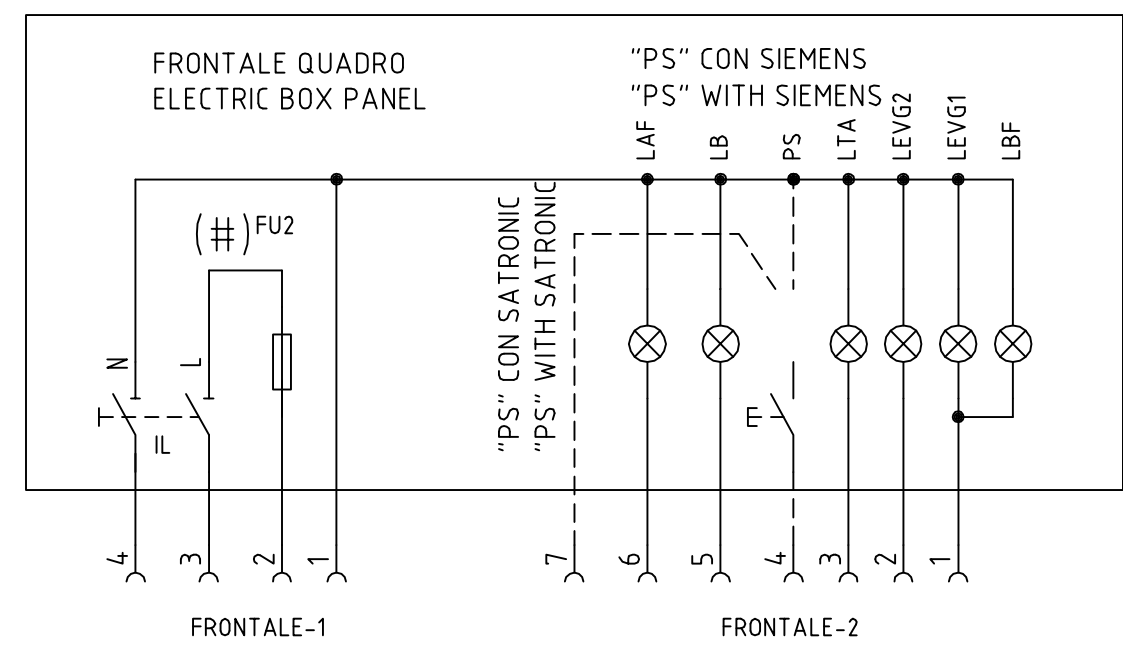 FRONTALE QUADRO
ELECTRIC BOX PANEL
"PS" CON SIEMENS
"PS" WITH SIEMENS
LAF
LB
PS
LTA
LEVG2
LEVG1
LBF
(#) FU2
"PS" CON SATRONIC
"PS" WITH SATRONIC
N
L
IL
4
3
2
1
7
6
5
4
3
2
1
FRONTALE-1
FRONTALE-2